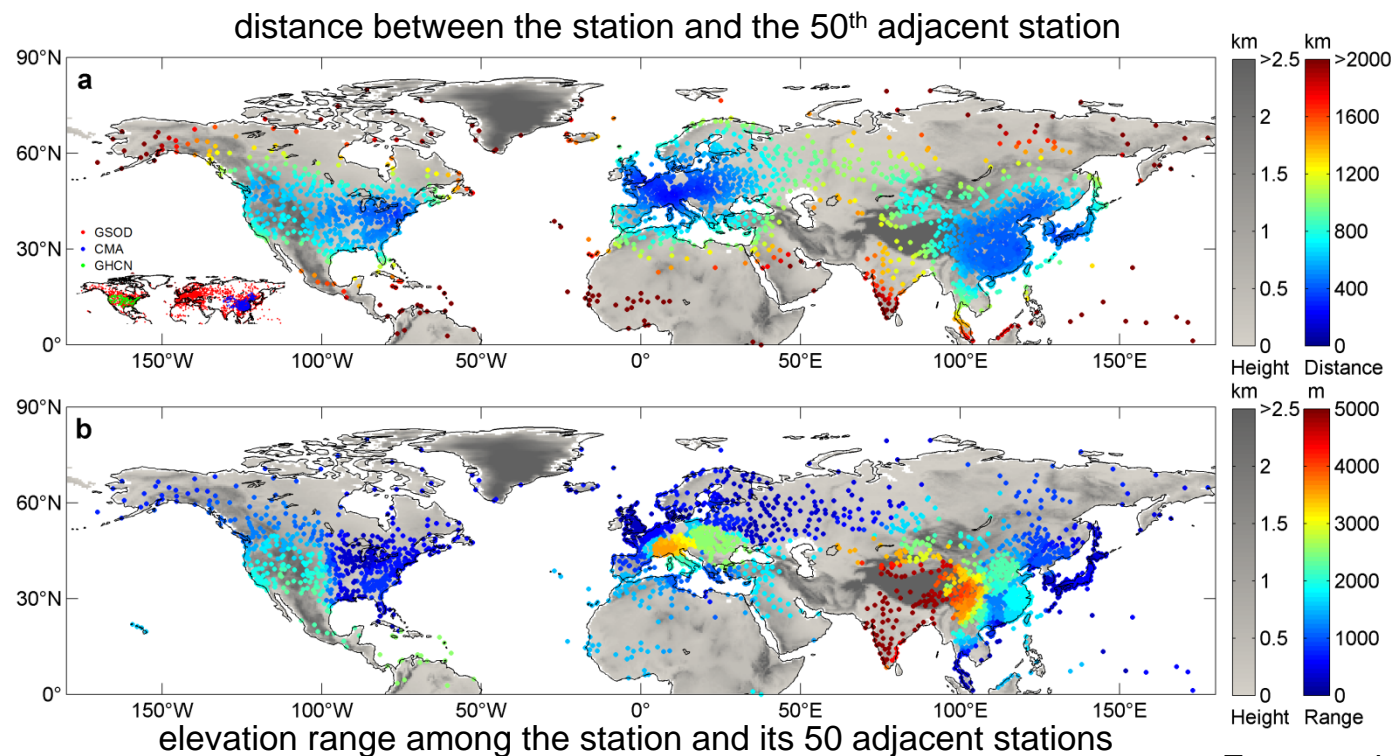 distance between the station and the 50th adjacent station
km km
90°N a >2.5 >2000
2 1600
60°N 1.5 1200
GSOD
30°N 1 800
CMA
GHCN
0.5 400
0° 0 0
150°W 100°W 50°W 0° 50°E 100°E 150°E Height Distance
km m
90°N b >2.5 5000
2 4000
60°N 1.5 3000
30°N 1 2000
0.5 1000
0° 0 0
150°W 100°W 50°W 0° 50°E 100°E 150°E Height Range
elevation range among the station and its 50 adjacent stations